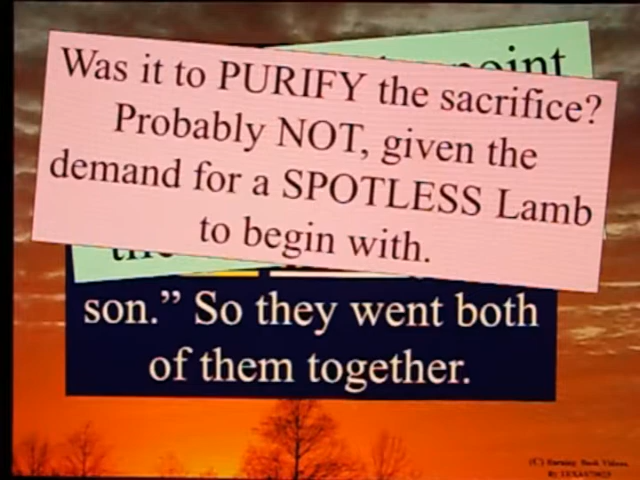 point
Was it to PURIFY the sacrifice?
Probably NOT, given the
demand for a SPOTLESS Lamb
to begin with.
son.” So they went both
of them together.